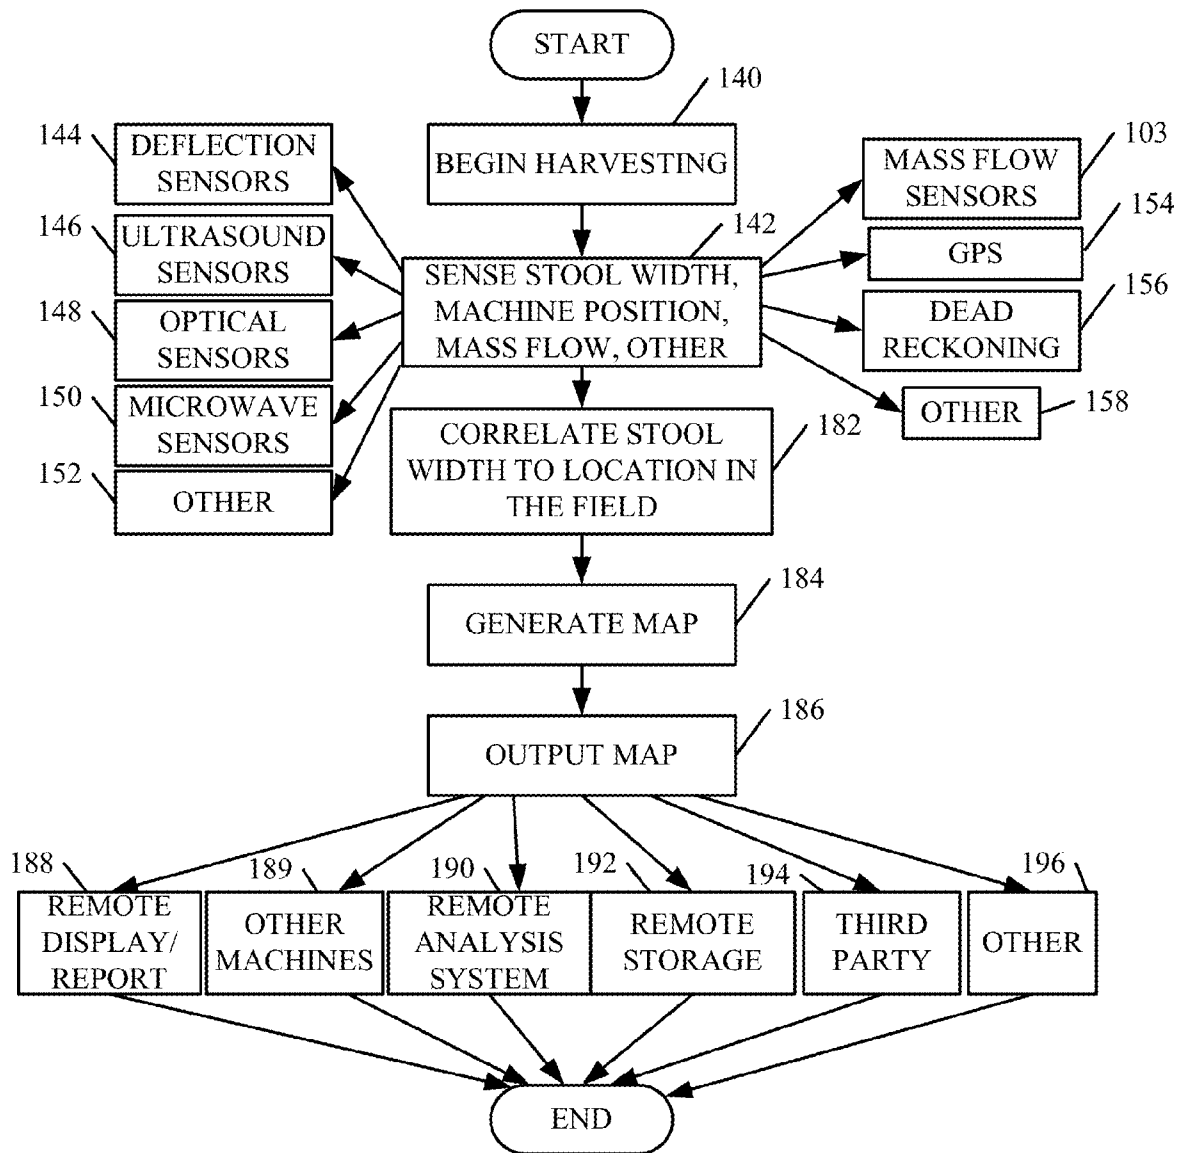 START
140
BEGIN HARVESTING
144
DEFLECTION
SENSORS
146
ULTRASOUND
SENSORS
148
OPTICAL
SENSORS
150
MICROWAVE
SENSORS
152
OTHER
142
SENSE STOOL WIDTH,
MACHINE POSITION,
MASS FLOW, OTHER
103
MASS FLOW
SENSORS
154
GPS
156
DEAD
RECKONING
158
OTHER
182
CORRELATE STOOL
WIDTH TO LOCATION IN
THE FIELD
184
GENERATE MAP
186
OUTPUT MAP
188
REMOTE
DISPLAY/
REPORT
189
OTHER
MACHINES
190
REMOTE
ANALYSIS
SYSTEM
192
REMOTE
STORAGE
194
THIRD
PARTY
196
OTHER
END